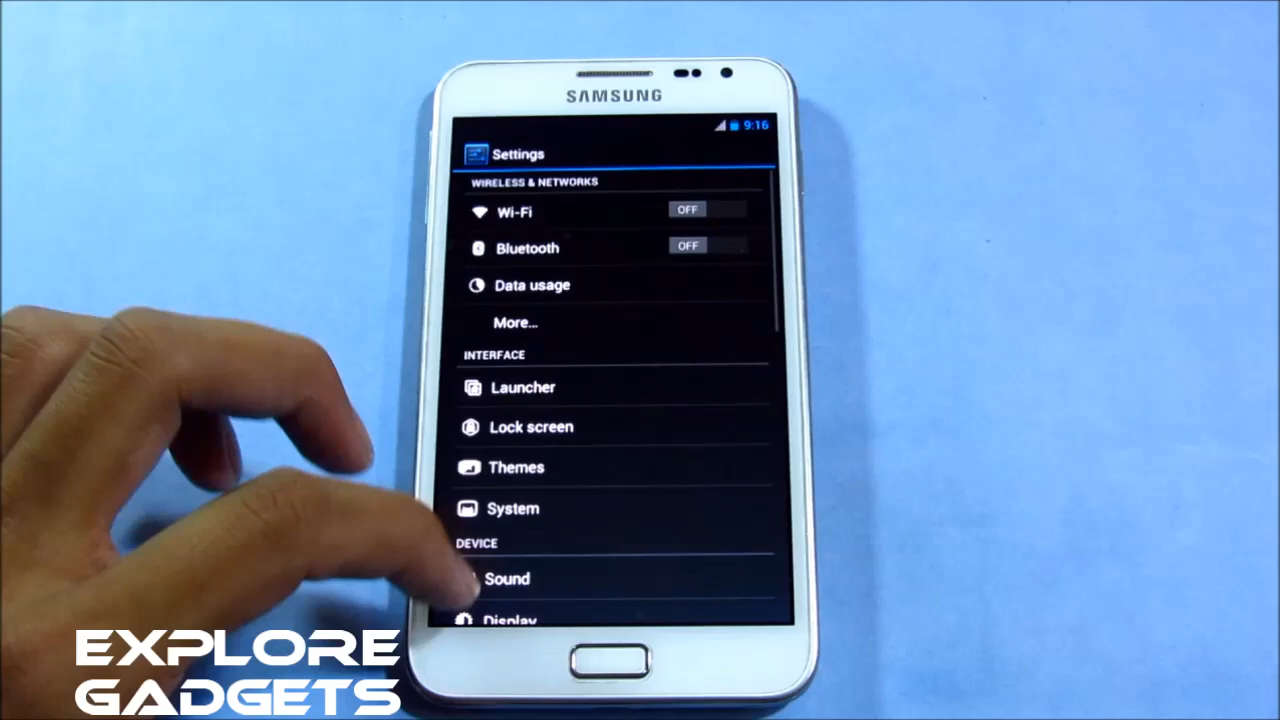 SAMSUNG
9:16
Settings
WIRELESS & NETWORKS
Wi-Fi OFF
Bluetooth OFF
Data usage
More...
INTERFACE
Launcher
Lock screen
Themes
System
DEVICE
Sound
Display
EXPLORE
GADGETS